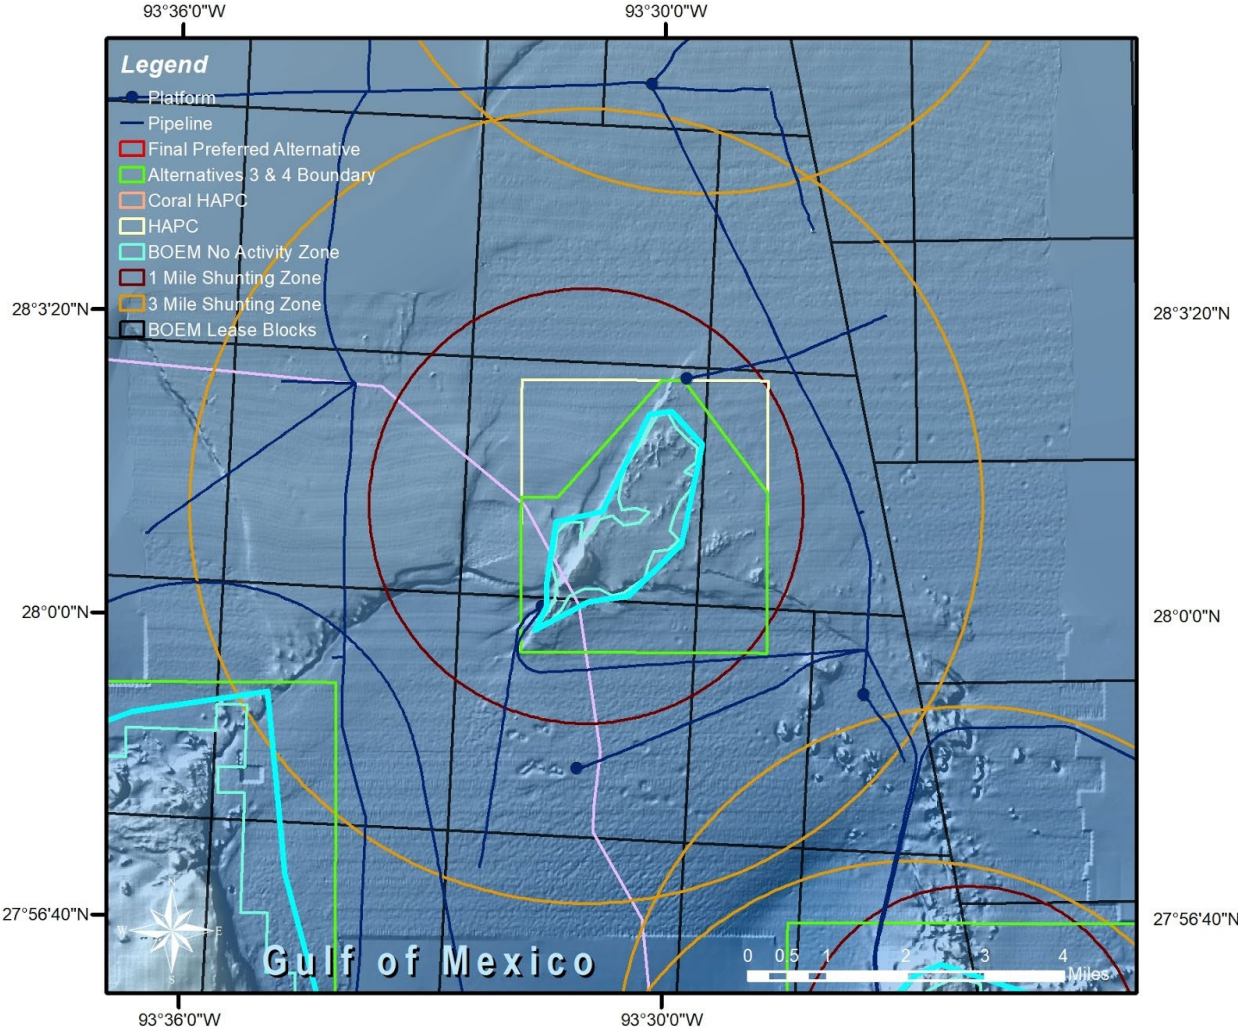 93°36'0"W
93°30'0"W
Legend
Platform
Pipeline
Final Preferred Alternative
Alternatives 3 & 4 Boundary
Coral HAPC
HAPC
BOEM No Activity Zone
1 Mile Shunting Zone
3 Mile Shunting Zone
BOEM Lease Blocks
28°3'20"N
28°3'20"N
28°0'0"N
28°0'0"N
27°56'40"N
27°56'40"N
N
W
E
S
Gulf of Mexico
0 0.5 1 2 3 4
Miles
93°36'0"W
93°30'0"W